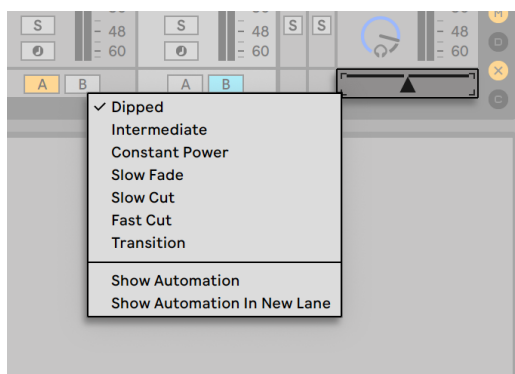 S
S
S S
M
48
48
48
D
60
60
60
A B
A B
X
C
✓ Dipped
Intermediate
Constant Power
Slow Fade
Slow Cut
Fast Cut
Transition
Show Automation
Show Automation In New Lane